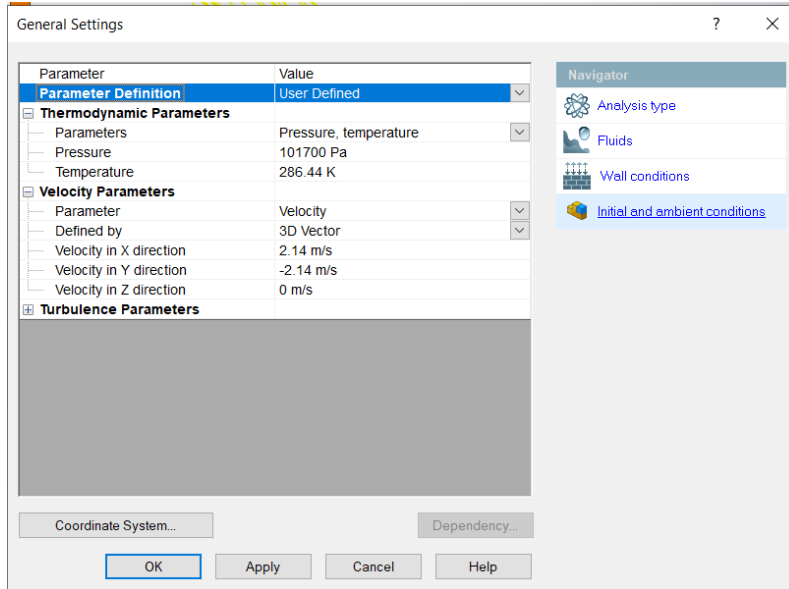 General Settings
? ×
Parameter Value
Parameter Definition User Defined
Thermodynamic Parameters
Parameters Pressure, temperature
Pressure 101700 Pa
Temperature 286.44 K
Velocity Parameters
Parameter Velocity
Defined by 3D Vector
Velocity in X direction 2.14 m/s
Velocity in Y direction -2.14 m/s
Velocity in Z direction 0 m/s
Turbulence Parameters
Coordinate System...
Dependency...
OK
Apply
Cancel
Help
Navigator
Analysis type
Fluids
Wall conditions
Initial and ambient conditions